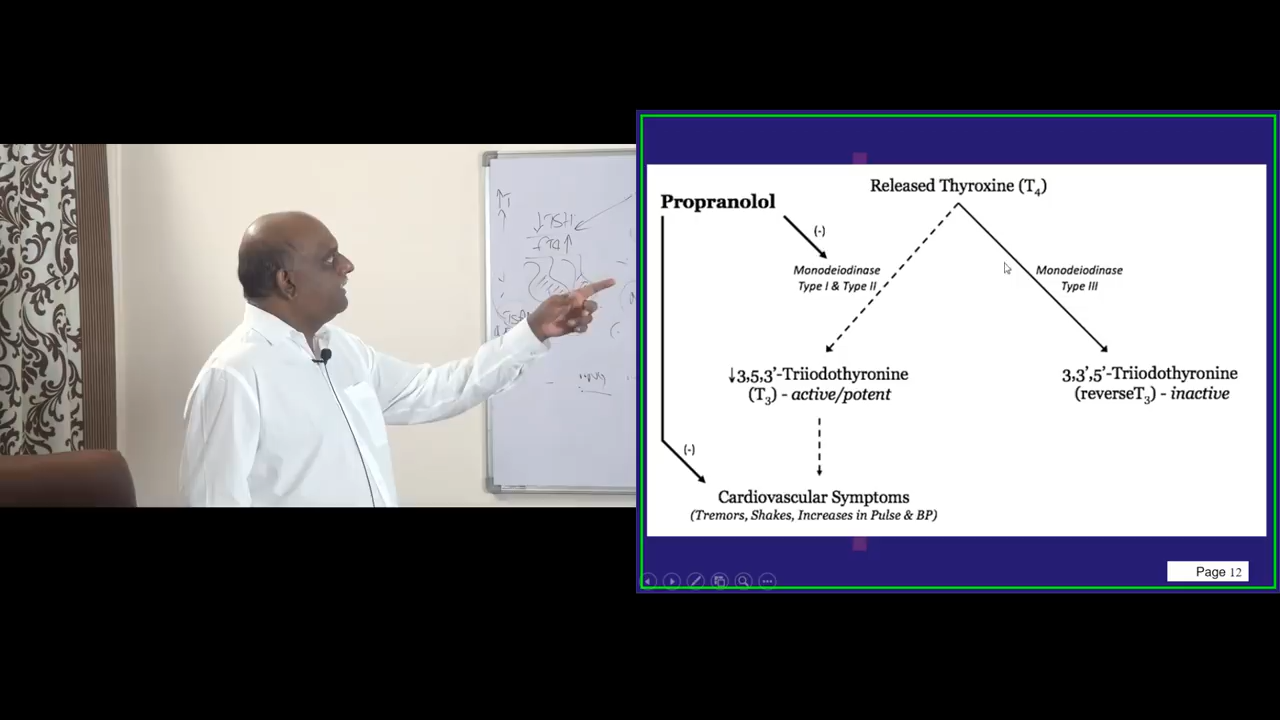 ↓TSH
Released Thyroxine (T₄)
Propranolol
(-)
Monodeiodinase
Type I & Type II
Monodeiodinase
Type III
↓3,5,3’-Triiodothyronine
(T₃) - active/potent
3,3’,5’-Triiodothyronine
(reverseT₃) - inactive
(-)
Cardiovascular Symptoms
(Tremors, Shakes, Increases in Pulse & BP)
Page 12